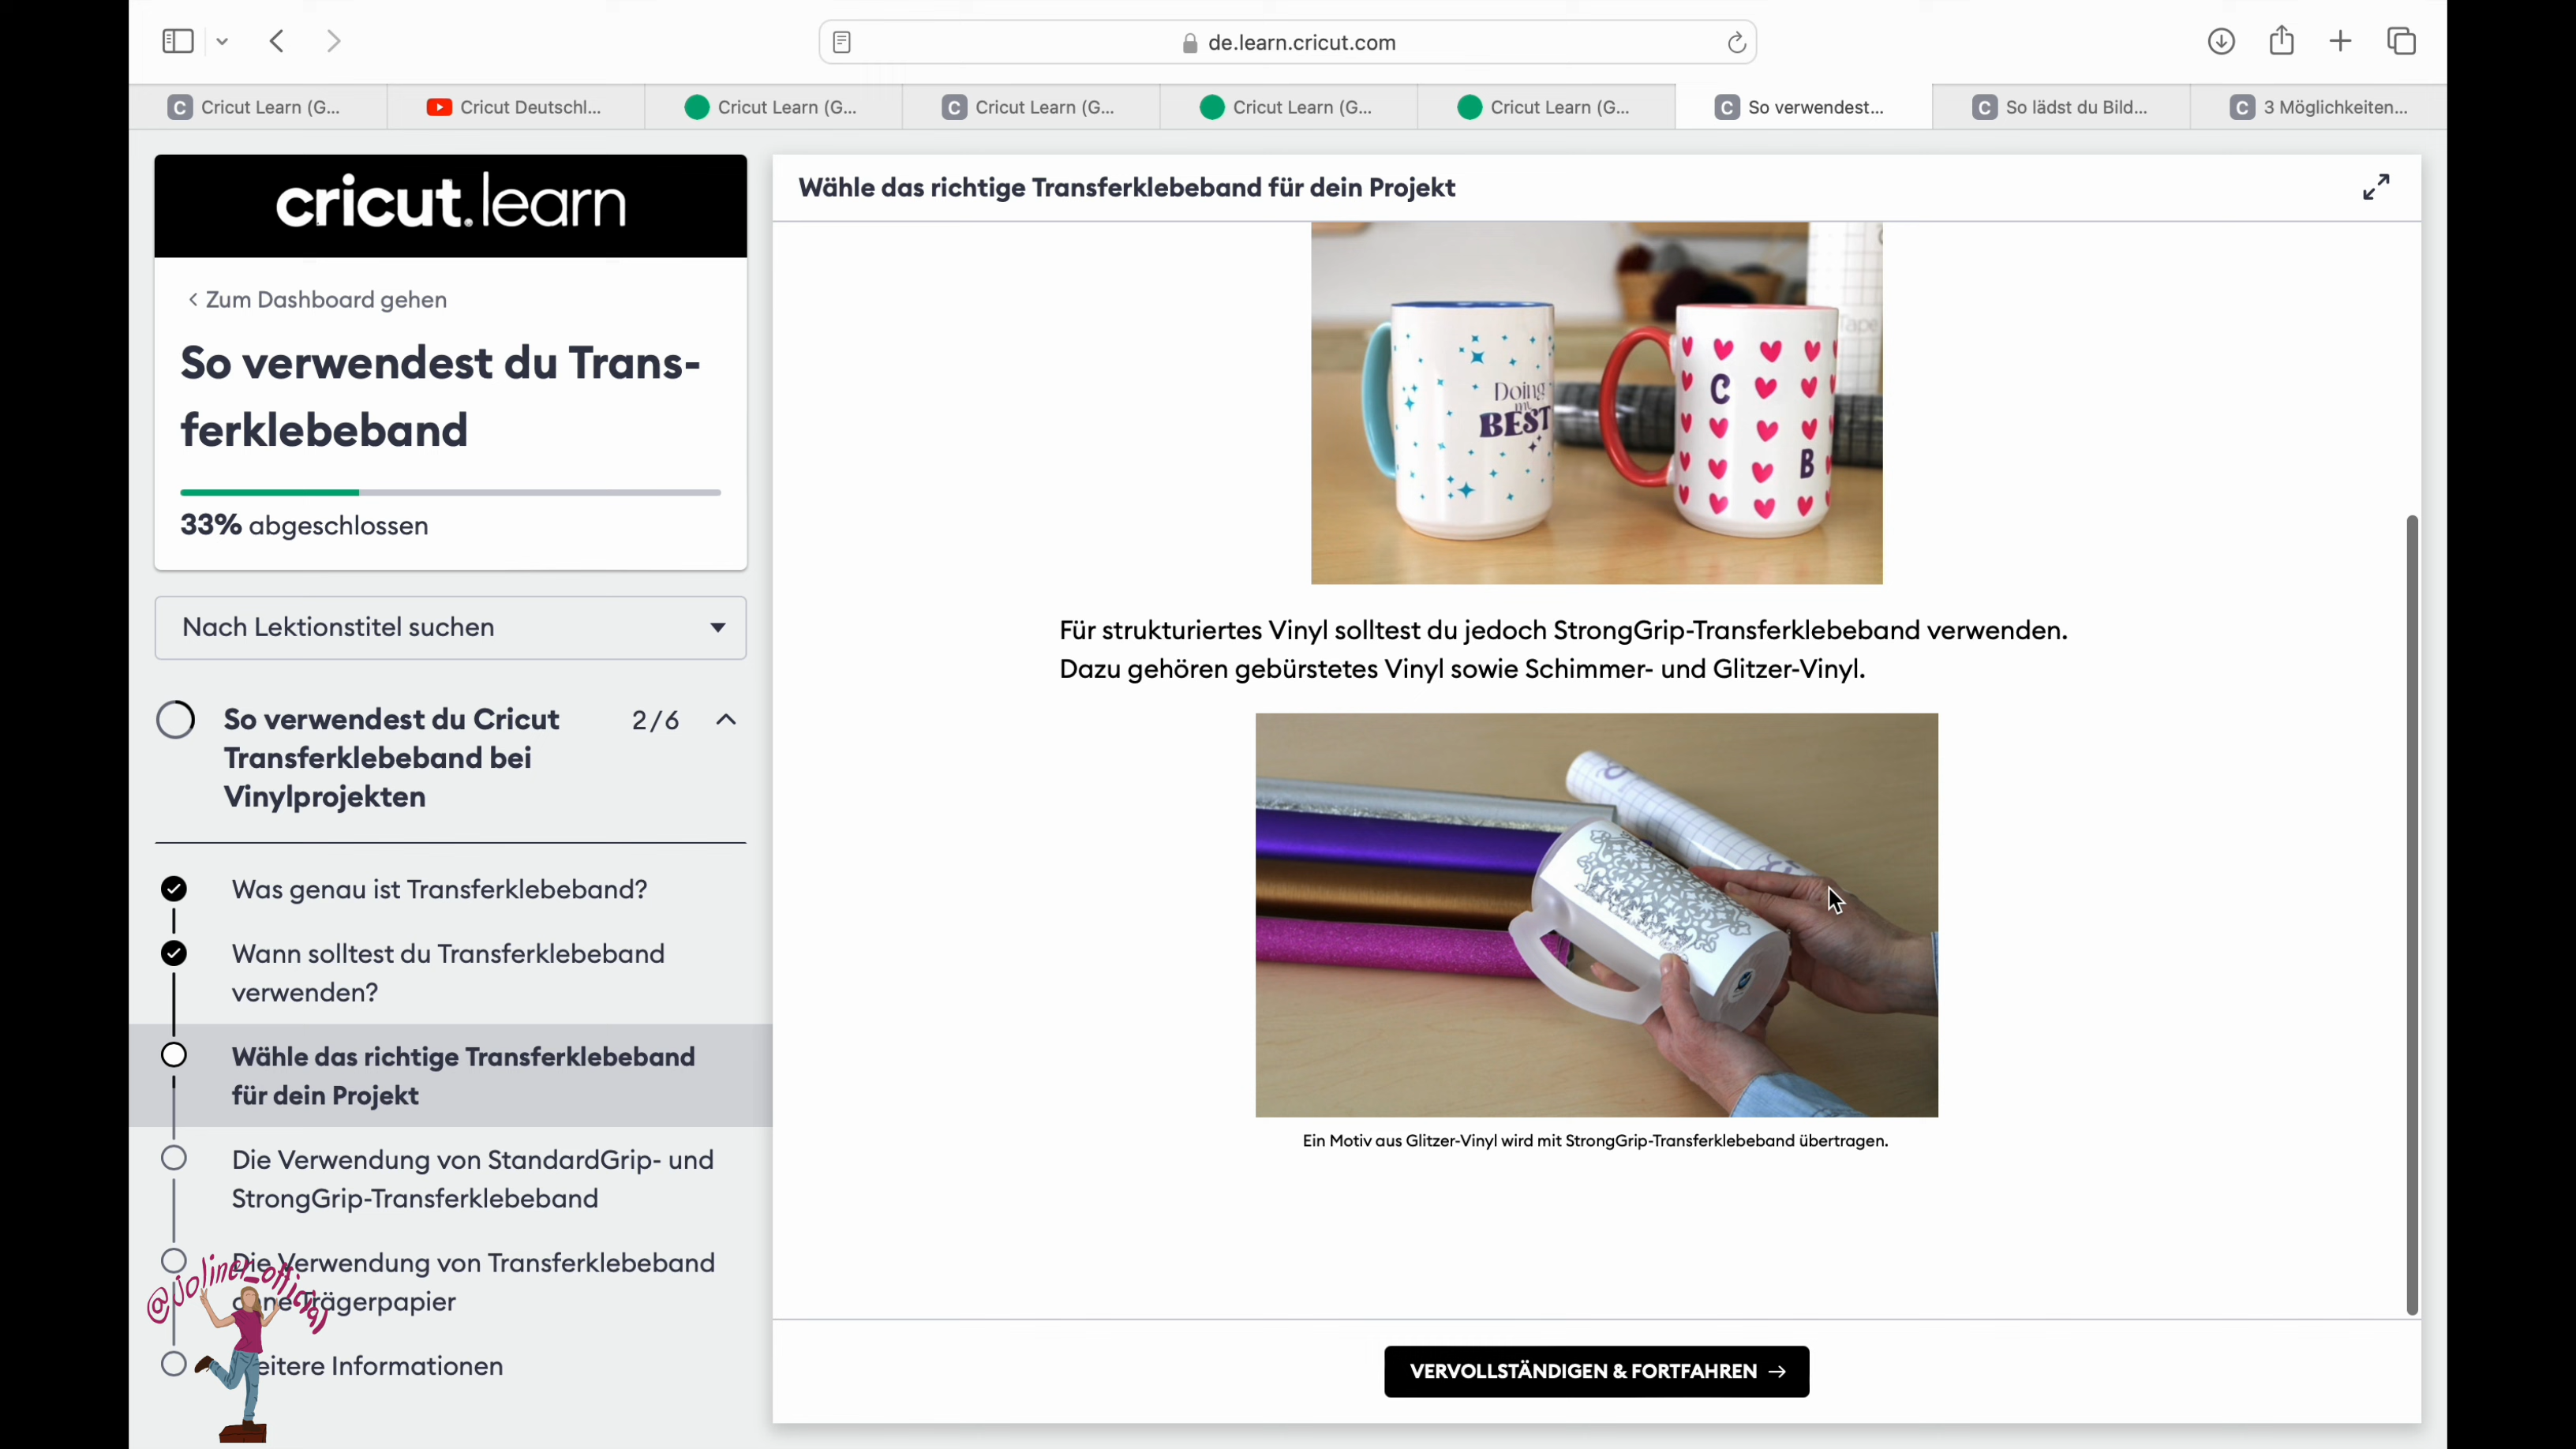 de.learn.cricut.com
Cricut Learn (G...
Cricut Deutschl...
Cricut Learn (G...
Cricut Learn (G...
Cricut Learn (G...
Cricut Learn (G...
So verwendest...
So lädst du Bild...
3 Möglichkeiten...
cricut.learn
Zum Dashboard gehen
So verwendest du Trans-
ferklebeband
33% abgeschlossen
Nach Lektionstitel suchen
So verwendest du Cricut 2/6
Transferklebeband bei
Vinylprojekten
Was genau ist Transferklebeband?
Wann solltest du Transferklebeband
verwenden?
Wähle das richtige Transferklebeband
für dein Projekt
Die Verwendung von StandardGrip- und
StrongGrip-Transferklebeband
Die Verwendung von Transferklebeband
Trägerpapier
Informationen
@joliner_official
Wähle das richtige Transferklebeband für dein Projekt
Doing
my
BEST
C
B
Tape
Für strukturiertes Vinyl solltest du jedoch StrongGrip-Transferklebeband verwenden.
Dazu gehören gebürstetes Vinyl sowie Schimmer- und Glitzer-Vinyl.
Ein Motiv aus Glitzer-Vinyl wird mit StrongGrip-Transferklebeband übertragen.
VERVOLLSTÄNDIGEN & FORTFAHREN →